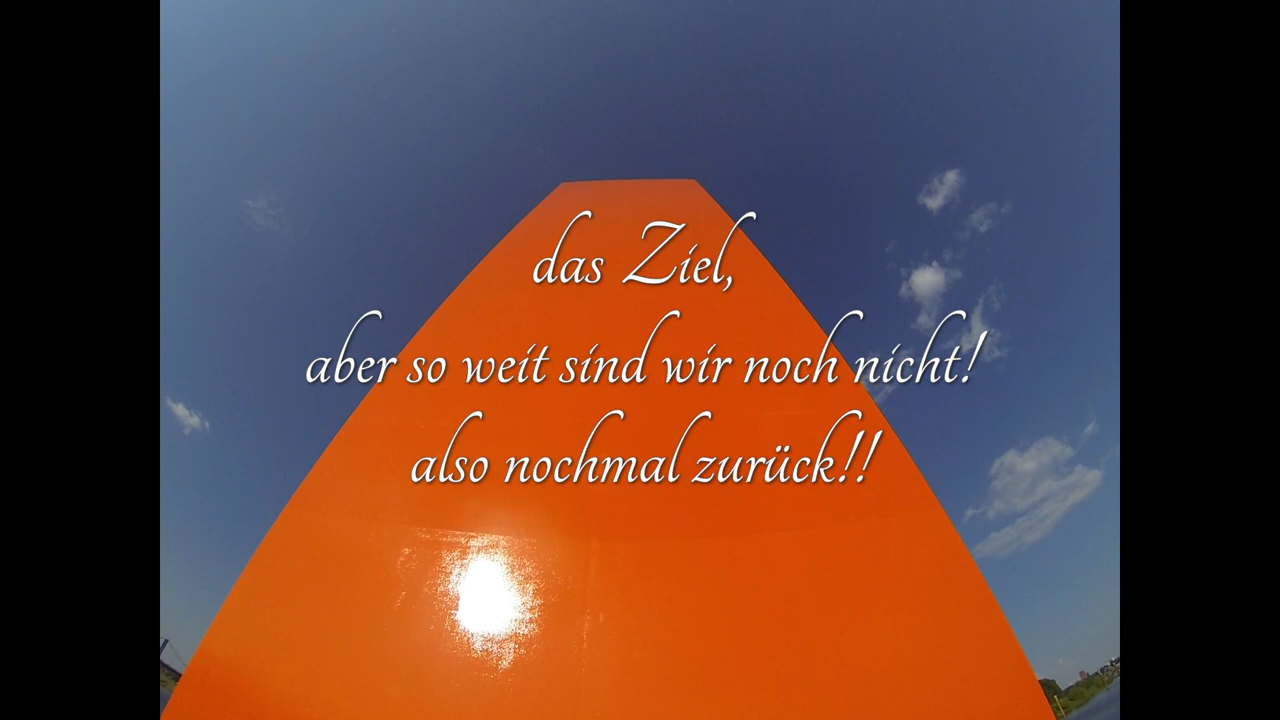 das Ziel,
aber so weit sind wir noch nicht!
also nochmal zurück!!